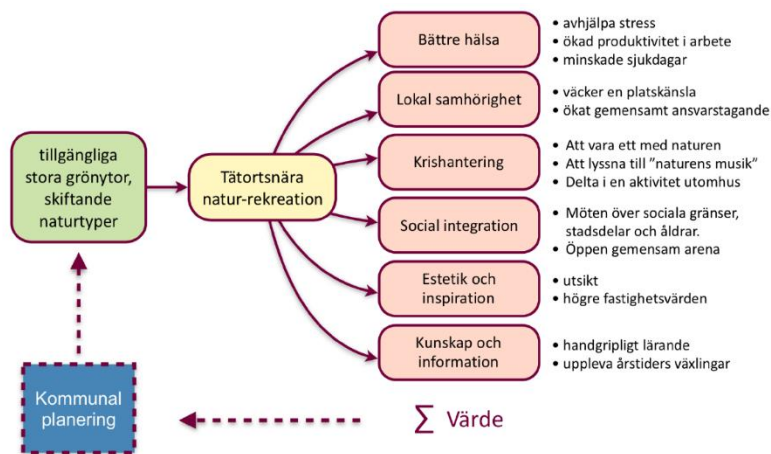 tillgängliga
stora grönytor,
skiftande
naturtyper
Tätortsnära
natur-rekreation
Bättre hälsa
• avhjälpa stress
• ökad produktivitet i arbete
• minskade sjukdagar
Lokal samhörighet
• väcker en platskänsla
• ökat gemensamt ansvarstagande
Krishantering
• Att vara ett med naturen
• Att lyssna till ”naturens musik”
• Delta i en aktivitet utomhus
Social integration
• Möten över sociala gränser,
stadsdelar och åldrar.
• Öppen gemensam arena
Estetik och
inspiration
• utsikt
• högre fastighetsvärden
Kunskap och
information
• handgripligt lärande
• uppleva årstiders växlingar
Kommunal
planering
∑ Värde